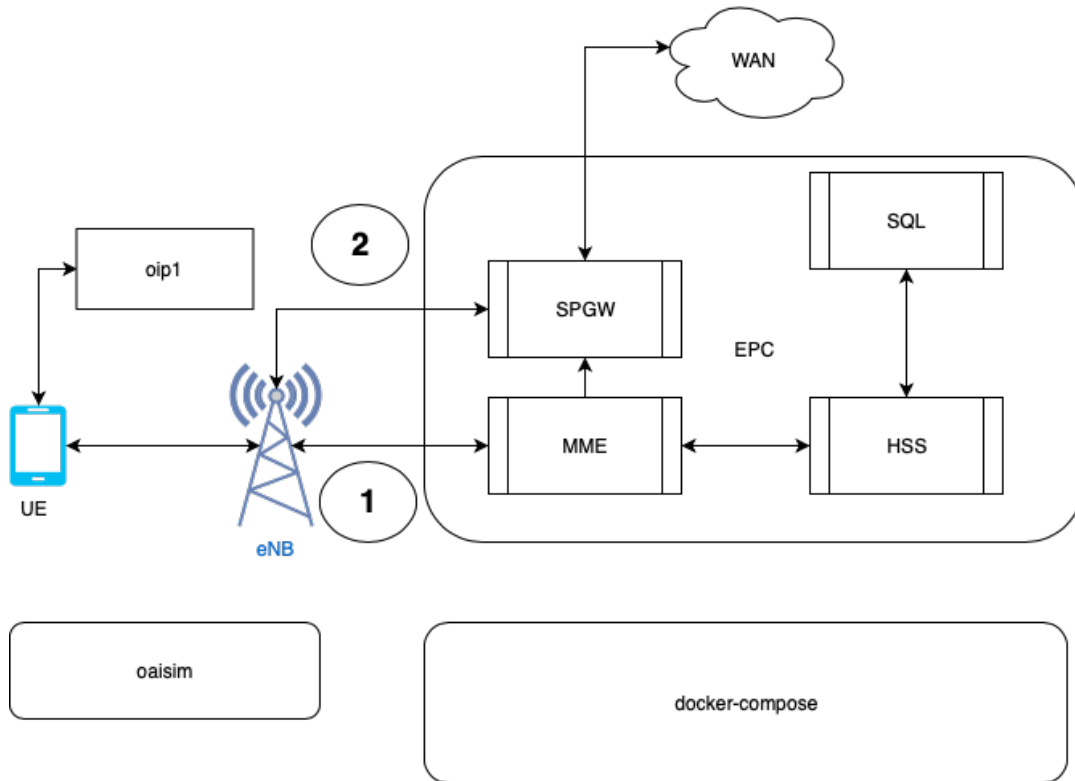 WAN
SQL
2
oip1
SPGW
EPC
MME
HSS
1
UE
eNB
oaisim
docker-compose